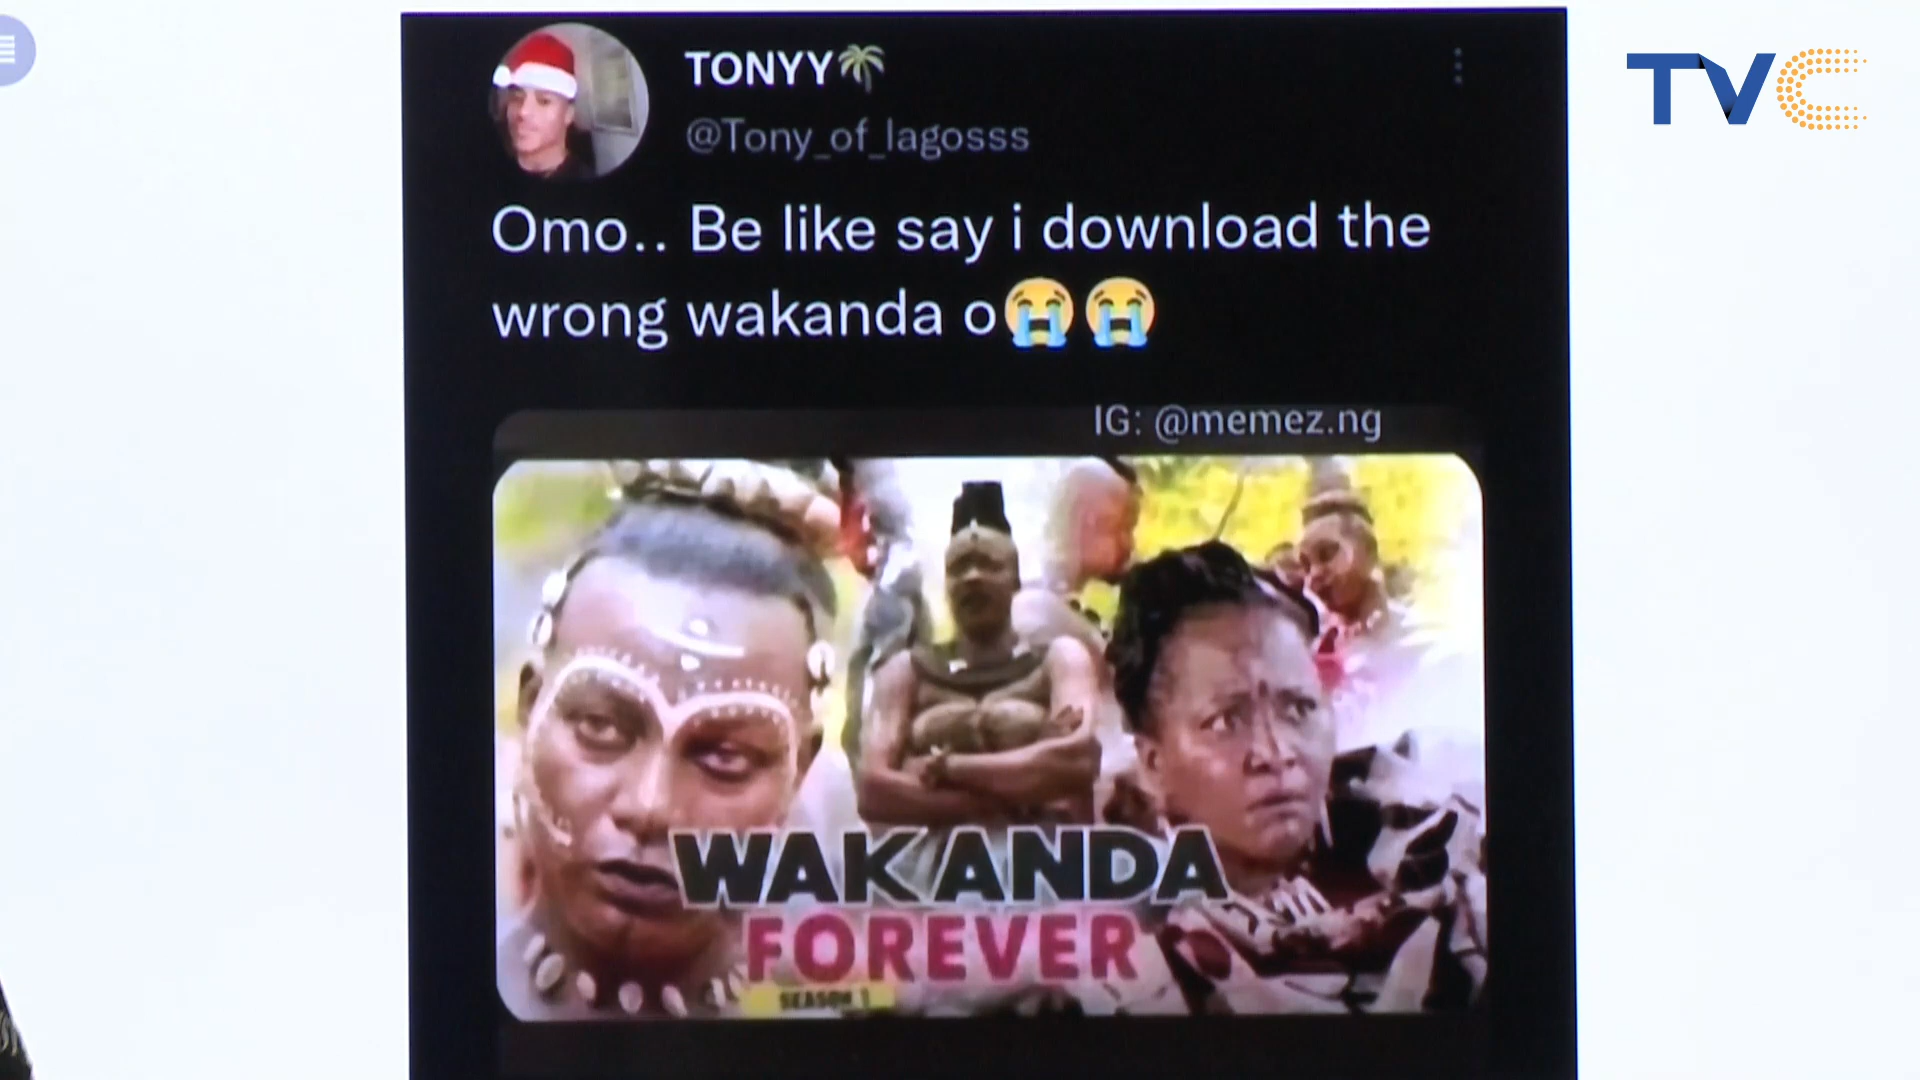 TVC
TONYY🌴
@Tony_of_lagosss
Omo.. Be like say i download the
wrong wakanda o😭😭
IG: @memez.ng
WAKANDA
FOREVER
SEASON 1